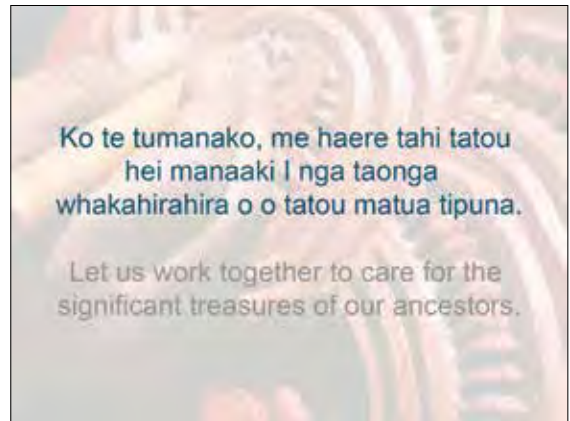 Ko te tumanako, me haere tahi tatou
hei manaaki I nga taonga
whakahirahira o o tatou matua tipuna.
Let us work together to care for the
significant treasures of our ancestors.